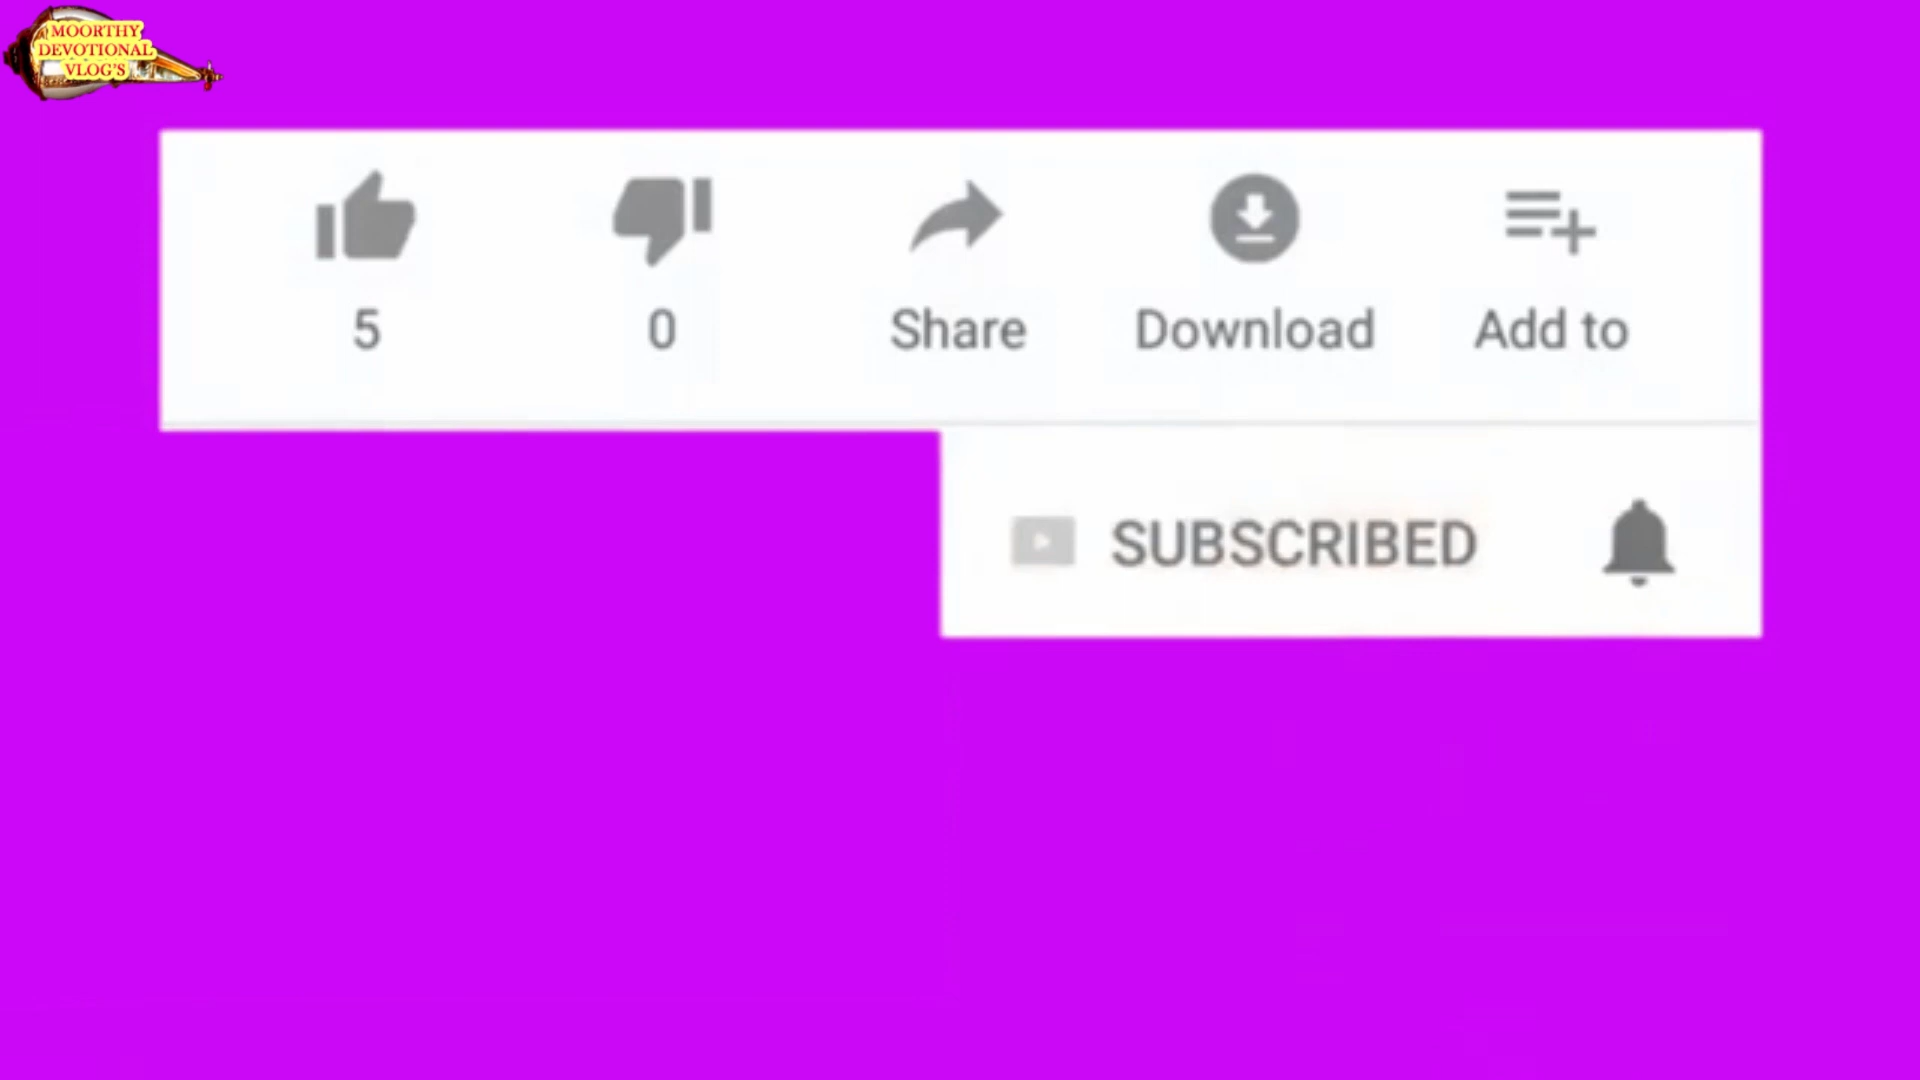 MOORTHY
DEVOTIONAL
VLOG'S
5 0 Share Download Add to
SUBSCRIBED